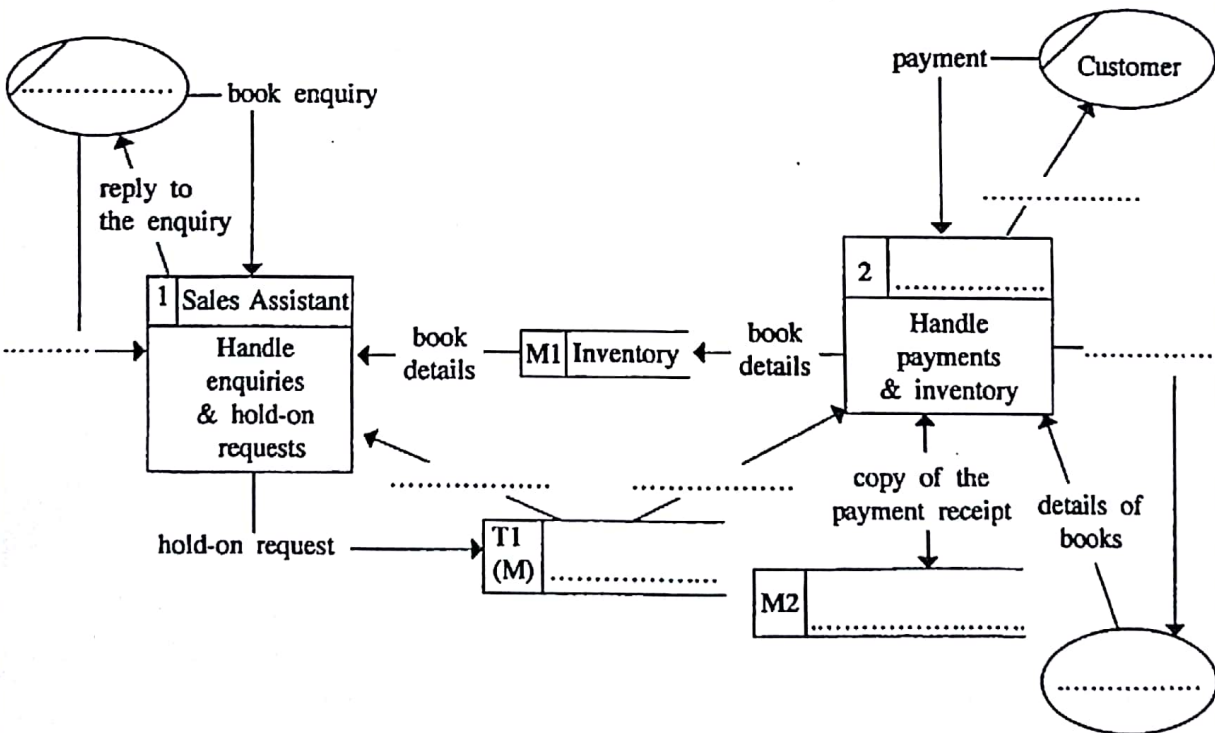 ..............................
book enquiry
payment
Customer
reply to
the enquiry
..............................
1 Sales Assistant
Handle
enquiries
& hold-on
requests
..................
book
details
M1 Inventory
book
details
2 ..............................
Handle
payments
& inventory
..........................
..........................
..........................
copy of the
payment receipt
details of
books
hold-on request
T1
(M) ..............................
M2 ........................................
..........................